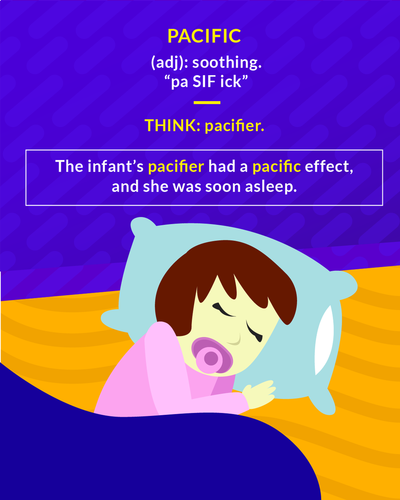 PACIFIC
(adj): soothing.
“pa SIF ick”
THINK: pacifier.
The infant’s pacifier had a pacific effect,
and she was soon asleep.